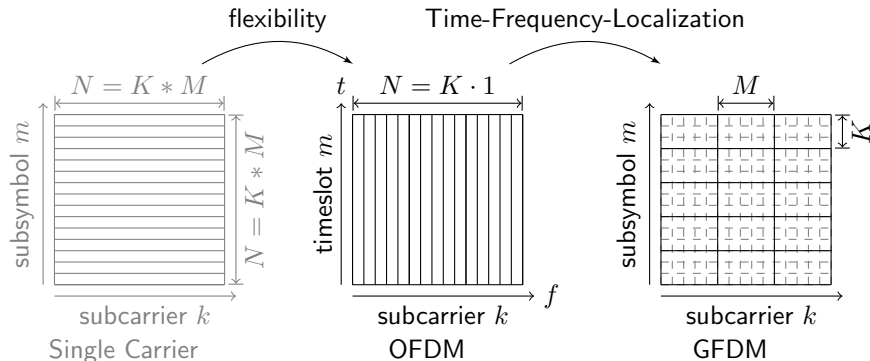 flexibility
Time-Frequency-Localization
N = K ∗ M
t
N = K · 1
M
subsymbol m
N = K ∗ M
timeslot m
subsymbol m
K
subcarrier k
f
subcarrier k
subcarrier k
Single Carrier
OFDM
GFDM